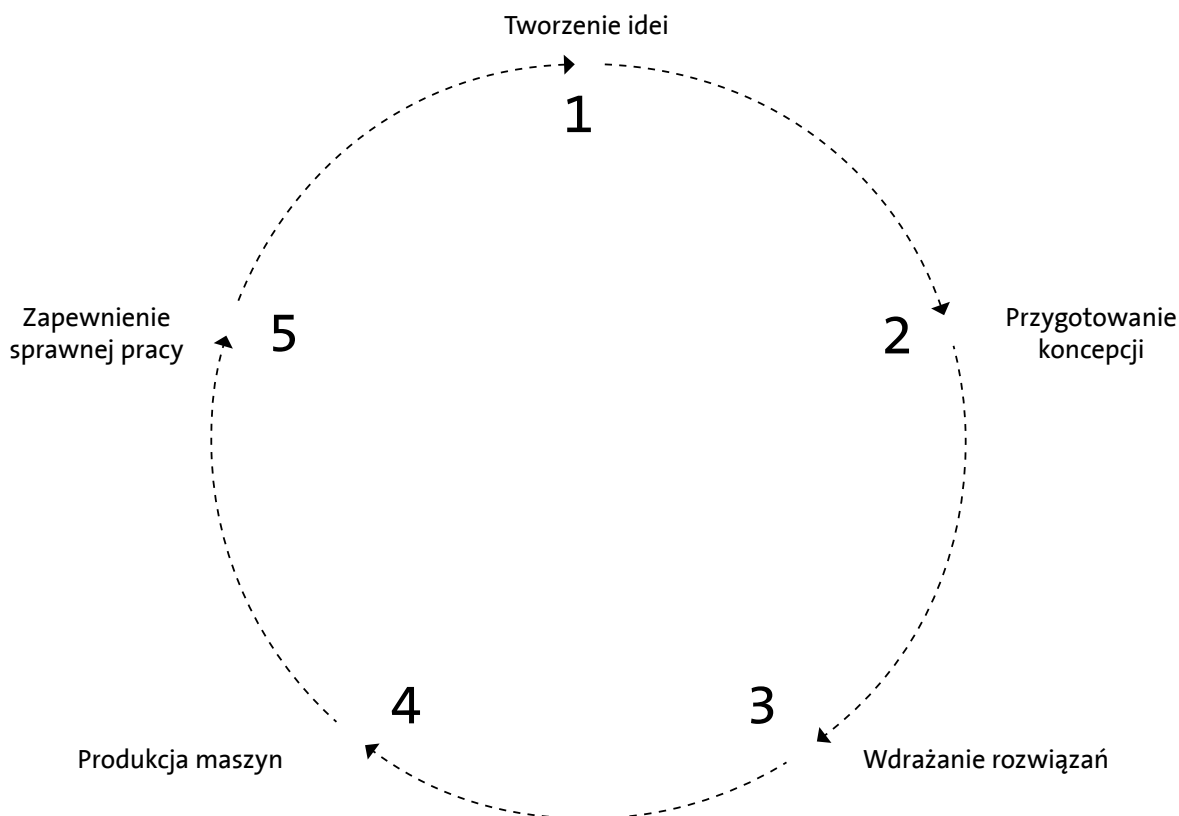 Tworzenie idei
1
Zapewnienie
sprawnej pracy
5
2
Przygotowanie
koncepcji
4
3
Produkcja maszyn
Wdrażanie rozwiązań